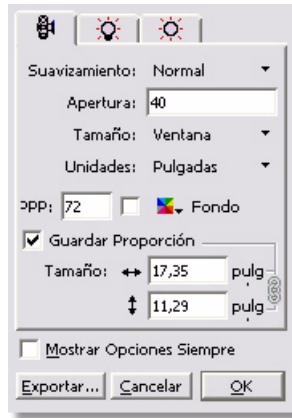 Suavizamiento: Normal
Apertura: 40
Tamaño: Ventana
Unidades: Pulgadas
PPP: 72 Fondo
Guardar Proporción
Tamaño: 17,35 pulg
11,29 pulg
Mostrar Opciones Siempre
Exportar... Cancelar OK